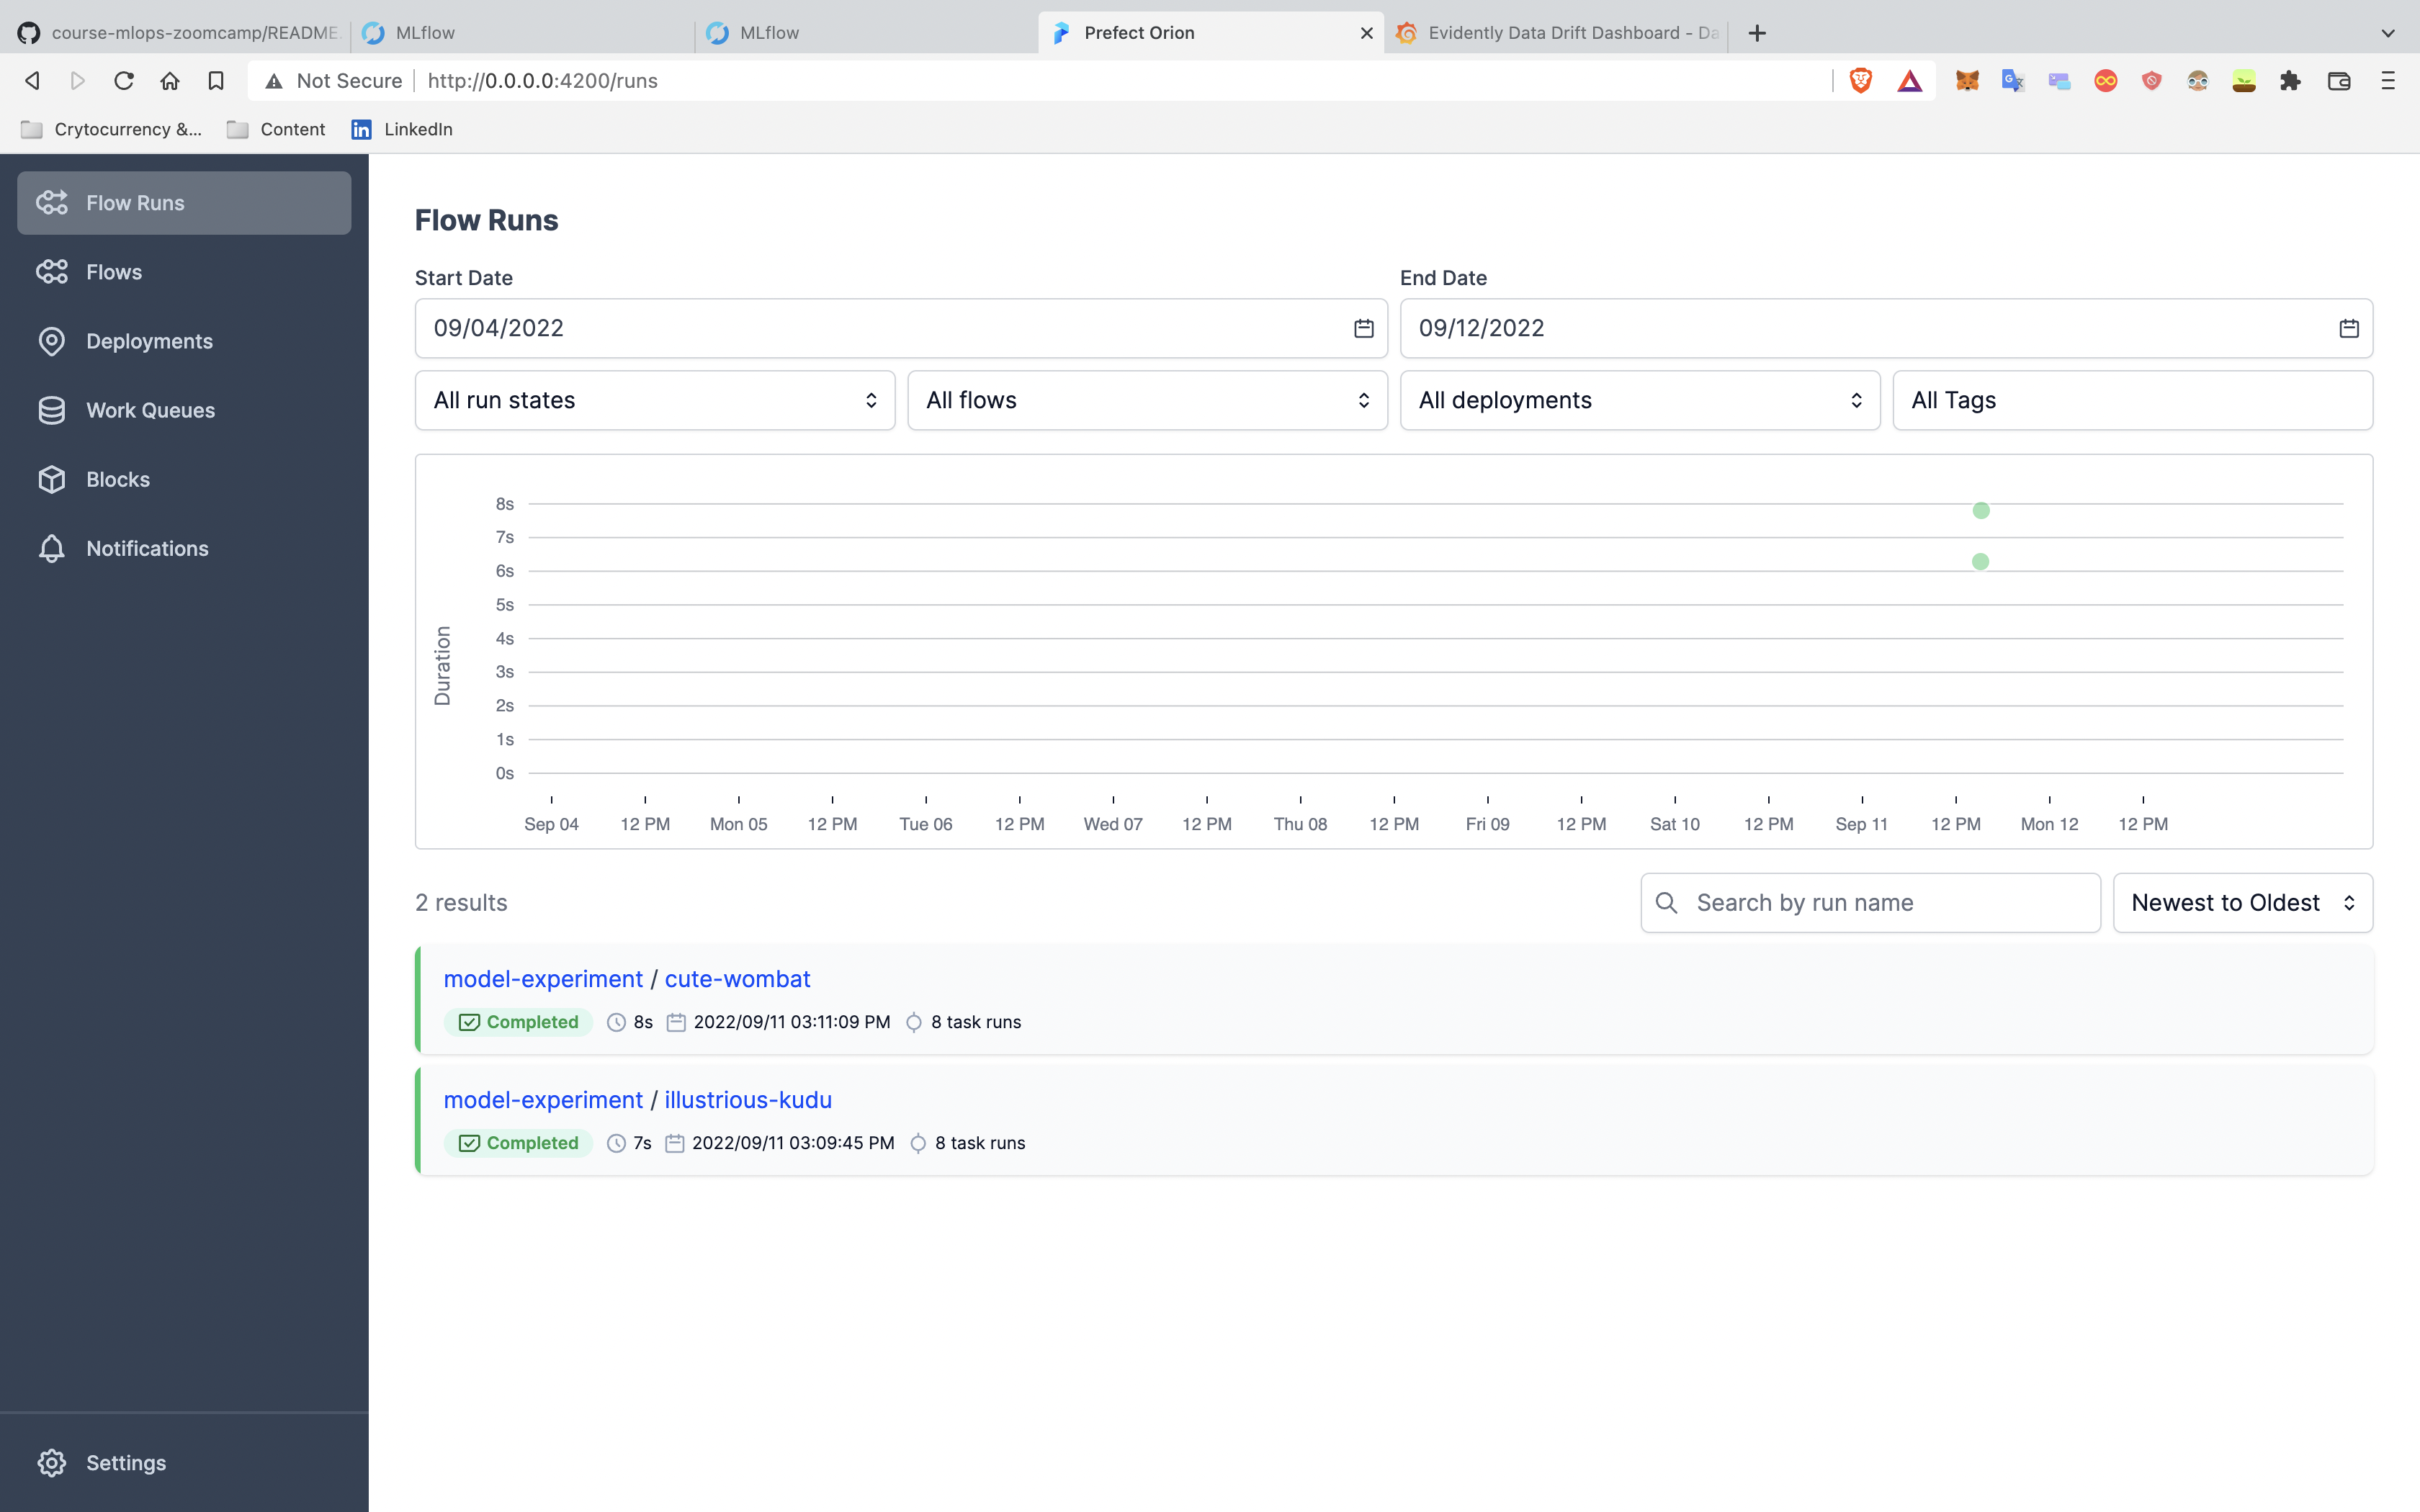 course-mlops-zoomcamp/README. MLflow MLflow Prefect Orion Evidently Data Drift Dashboard - Da
Not Secure http://0.0.0.0:4200/runs
Crytocurrency &... Content LinkedIn
Flow Runs
Flows
Deployments
Work Queues
Blocks
Notifications
Settings
Flow Runs
Start Date End Date
09/04/2022 09/12/2022
All run states All flows All deployments All Tags
Duration
8s
7s
6s
5s
4s
3s
2s
1s
0s
Sep 04 12 PM Mon 05 12 PM Tue 06 12 PM Wed 07 12 PM Thu 08 12 PM Fri 09 12 PM Sat 10 12 PM Sep 11 12 PM Mon 12 12 PM
2 results Search by run name Newest to Oldest
model-experiment / cute-wombat
Completed 8s 2022/09/11 03:11:09 PM 8 task runs
model-experiment / illustrious-kudu
Completed 7s 2022/09/11 03:09:45 PM 8 task runs